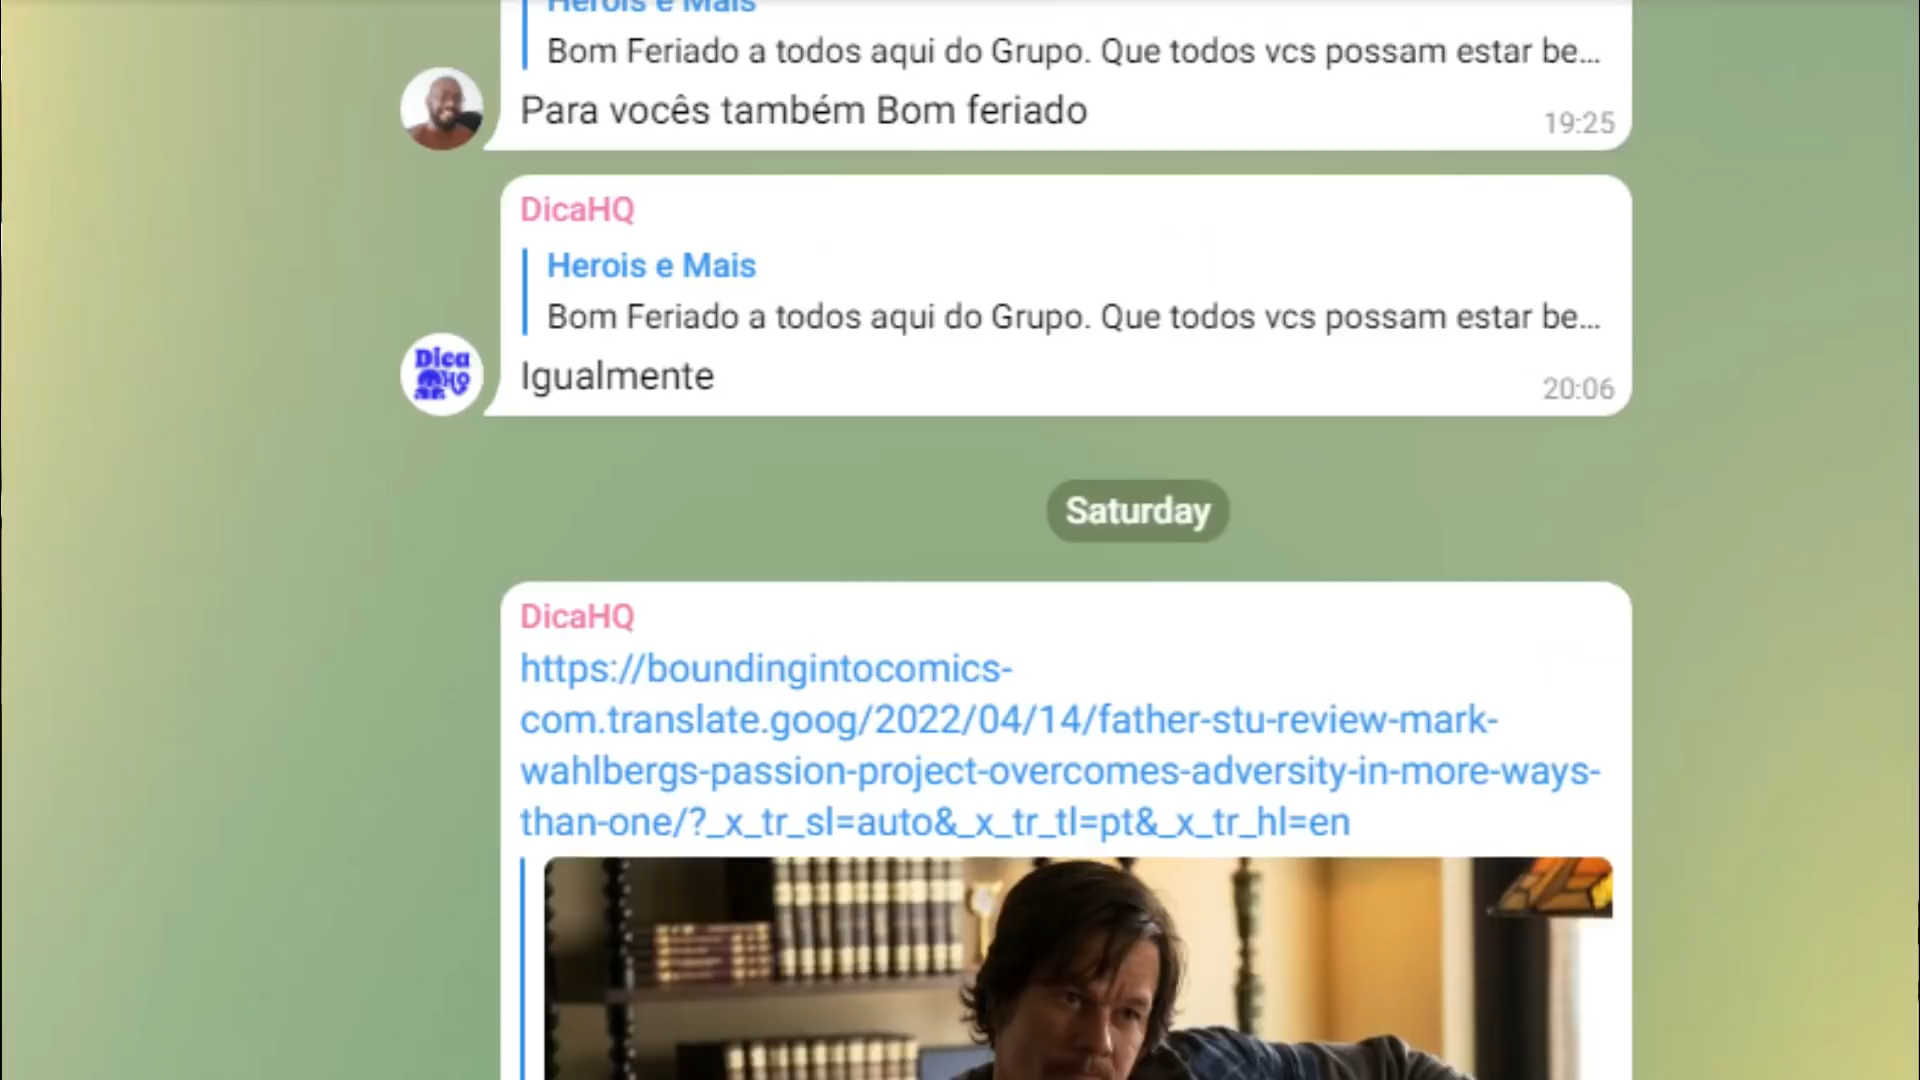 Herois e Mais
Bom Feriado a todos aqui do Grupo. Que todos vcs possam estar be...
Para vocês também Bom feriado
19:25
DicaHQ
Herois e Mais
Bom Feriado a todos aqui do Grupo. Que todos vcs possam estar be...
Dica
HQ
Igualmente
20:06
Saturday
DicaHQ
https://boundingintocomics-
com.translate.goog/2022/04/14/father-stu-review-mark-
wahlbergs-passion-project-overcomes-adversity-in-more-ways-
than-one/?_x_tr_sl=auto&_x_tr_tl=pt&_x_tr_hl=en